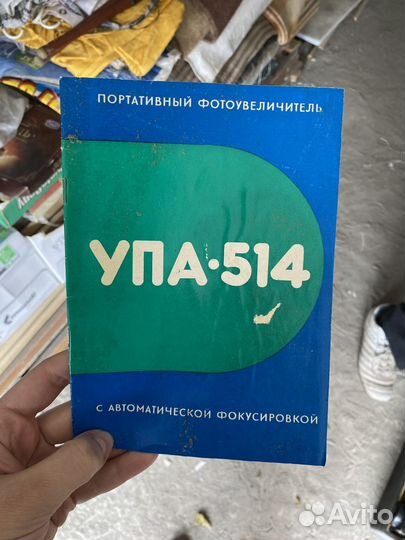 ПОРТАТИВНЫЙ ФОТОУВЕЛИЧИТЕЛЬ
УПА·514
С АВТОМАТИЧЕСКОЙ ФОКУСИРОВКОЙ
Avito